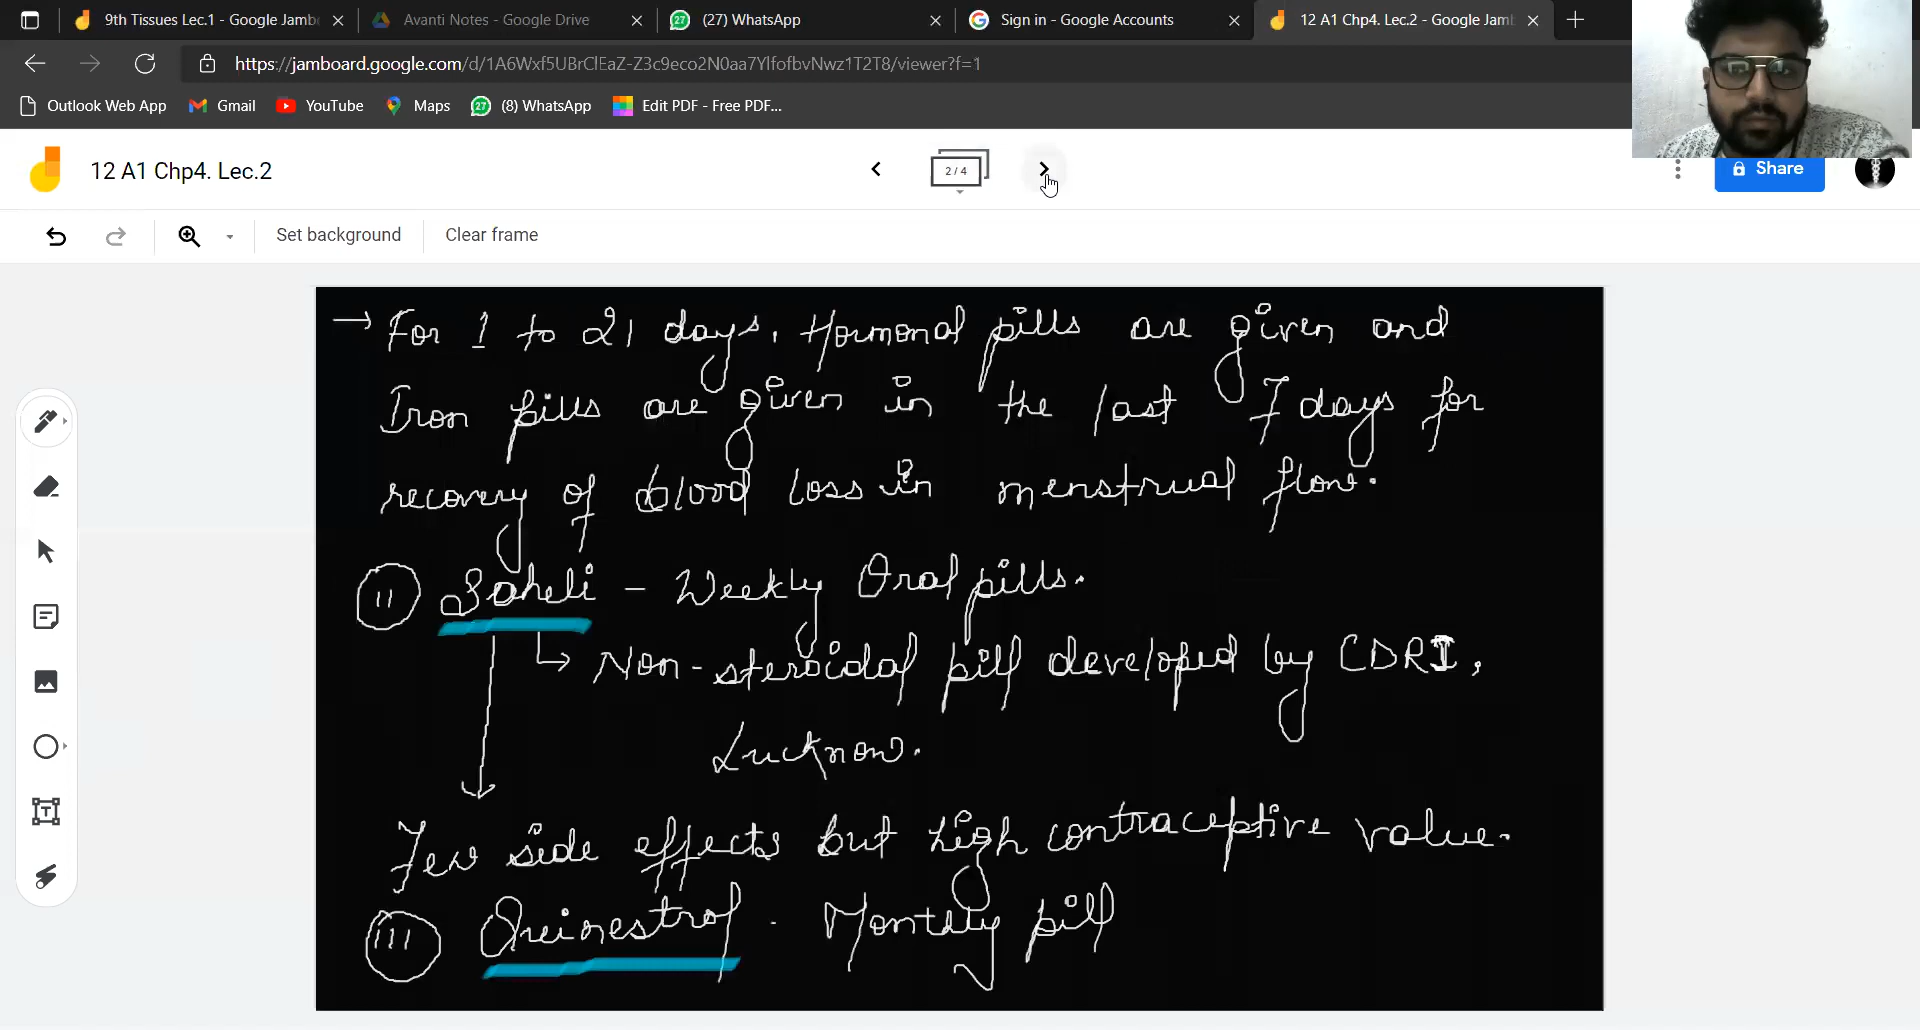 9th Tissues Lec.1 - Google Jambo
Avanti Notes - Google Drive
(27) WhatsApp
Sign in - Google Accounts
12 A1 Chp4. Lec.2 - Google Jamb
https://jamboard.google.com/d/1A6Wxf5UBrClEaZ-Z3c9eco2N0aa7YlfofbvNwz1T2T8/viewer?f=1
Outlook Web App
Gmail
YouTube
Maps
27
(8) WhatsApp
Edit PDF - Free PDF...
12 A1 Chp4. Lec.2
2 / 4
Share
Set background
Clear frame
→ For 1 to 21 days, Hormonal pills are given and
Iron pills are given in the last 7 days for
recovery of blood loss in menstrual flow.
(ii) Saheli - Weekly Oral pills.
↳ Non-steroidal pill developed by CDRI,
Lucknow.
Few side effects but high contraceptive value.
(iii) Quinestrol - Monthly pill